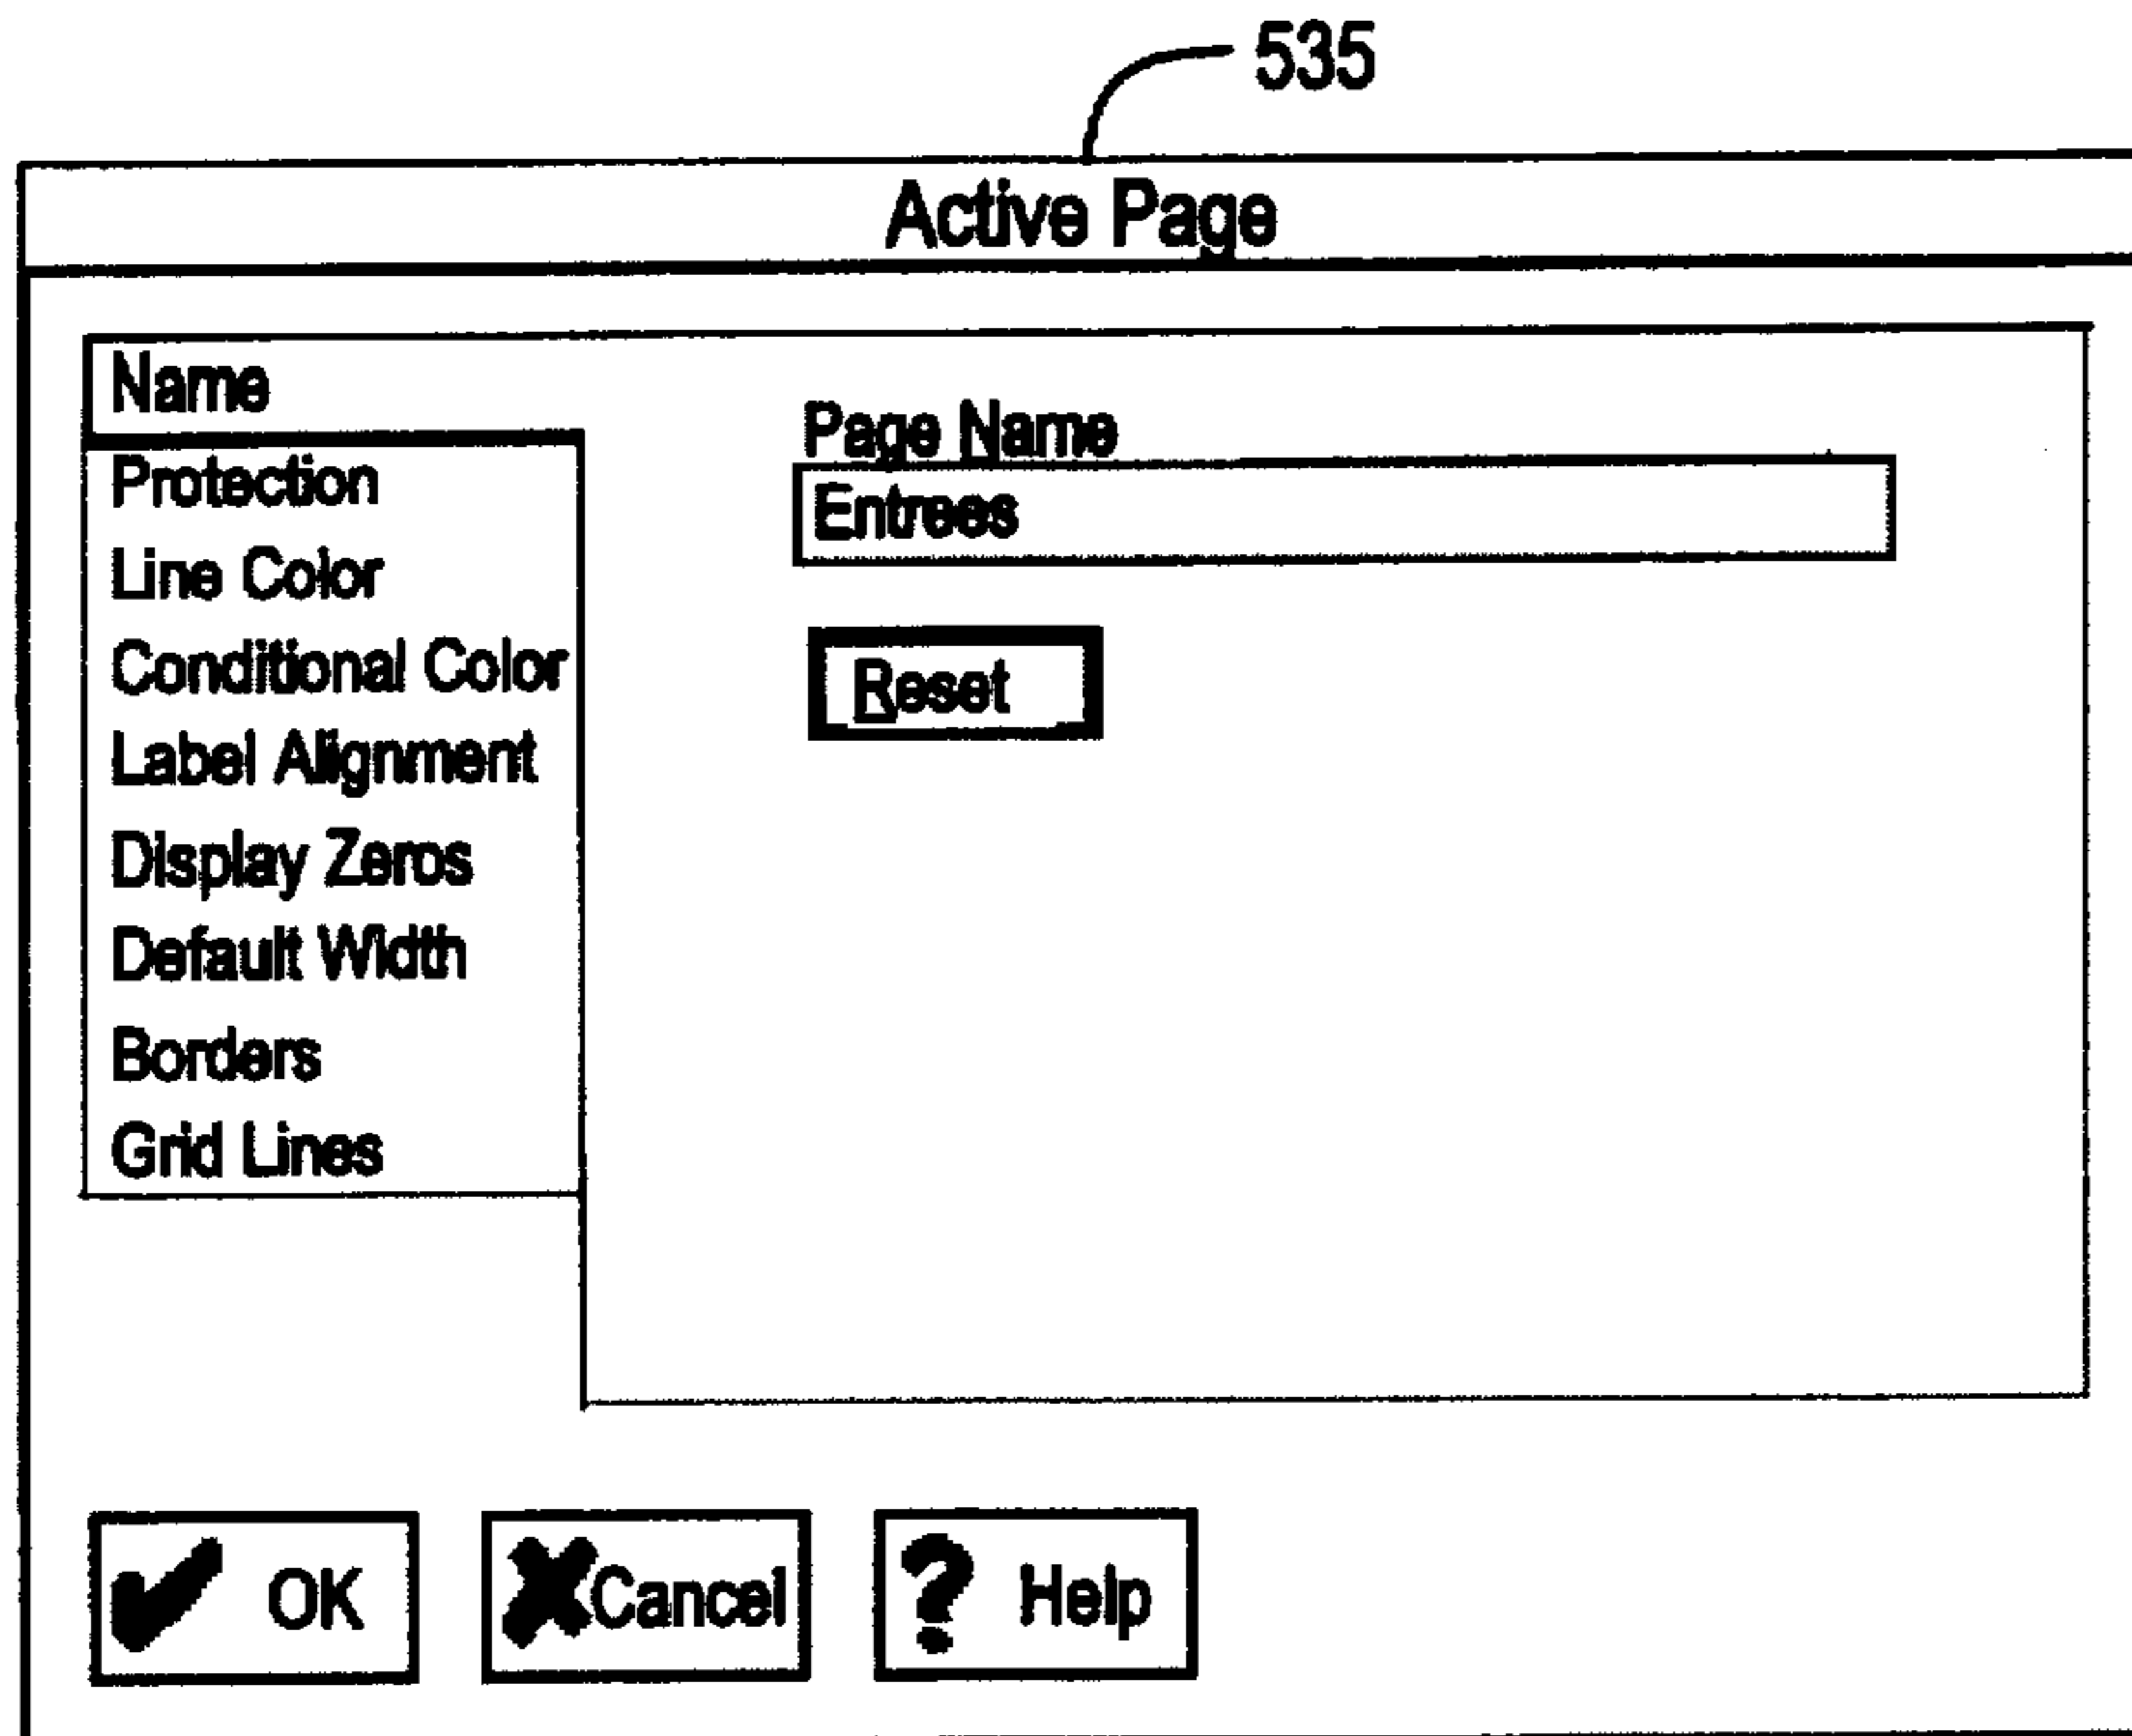 535
Active Page
Name
Protection
Line Color
Conditional Color
Label Alignment
Display Zeros
Default Width
Borders
Grid Lines
Page Name
Entrees
Reset
OK
Cancel
? Help